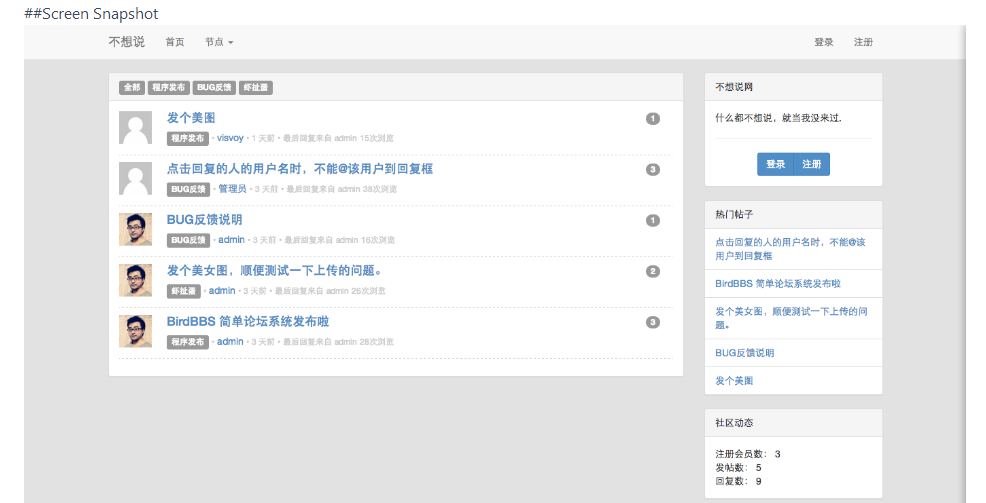 ##Screen Snapshot
不想说 首页 节点 登录 注册
全部 程序发布 BUG反馈 虾扯蛋
发个美图 1
程序发布 • visvoy • 1 天前 • 最后回复来自 admin 15次浏览
点击回复的人的用户名时，不能@该用户到回复框 3
BUG反馈 • 管理员 • 3 天前 • 最后回复来自 admin 38次浏览
BUG反馈说明 1
BUG反馈 • admin • 3 天前 • 最后回复来自 admin 16次浏览
发个美女图，顺便测试一下上传的问题。 2
虾扯蛋 • admin • 3 天前 • 最后回复来自 admin 26次浏览
BirdBBS 简单论坛系统发布啦 3
程序发布 • admin • 3 天前 • 最后回复来自 admin 28次浏览
不想说网
什么都不想说，就当我没来过.
登录 注册
热门帖子
点击回复的人的用户名时，不能@该
用户到回复框
BirdBBS 简单论坛系统发布啦
发个美女图，顺便测试一下上传的问
题。
BUG反馈说明
发个美图
社区动态
注册会员数： 3
发帖数： 5
回复数： 9